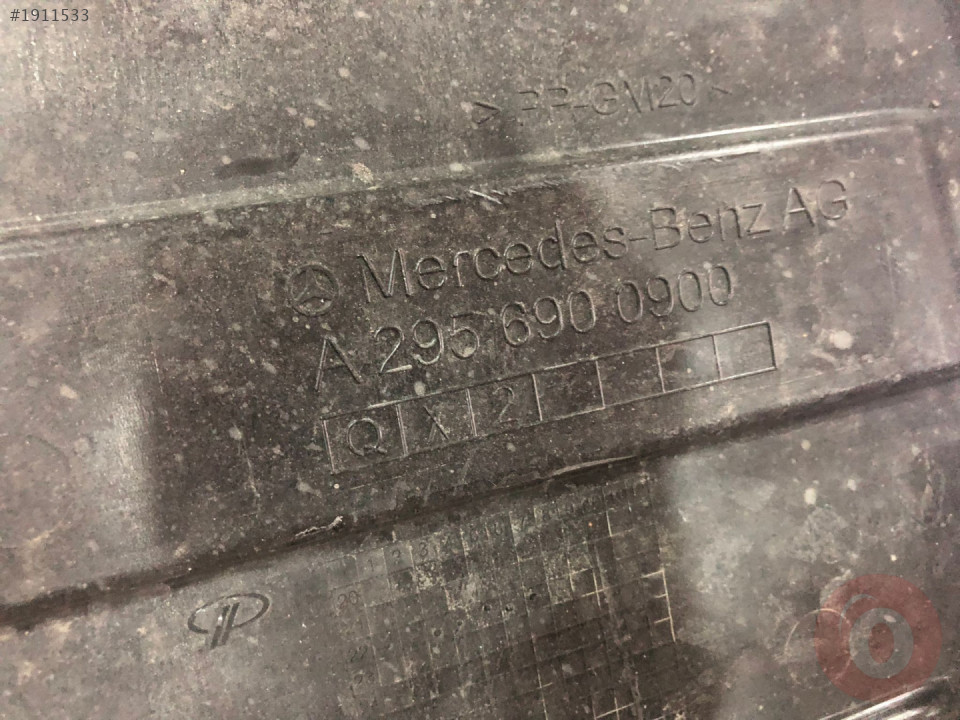 #1911533
> PP-GM20 <
Mercedes-Benz AG
A 295 690 0900
Q X 2